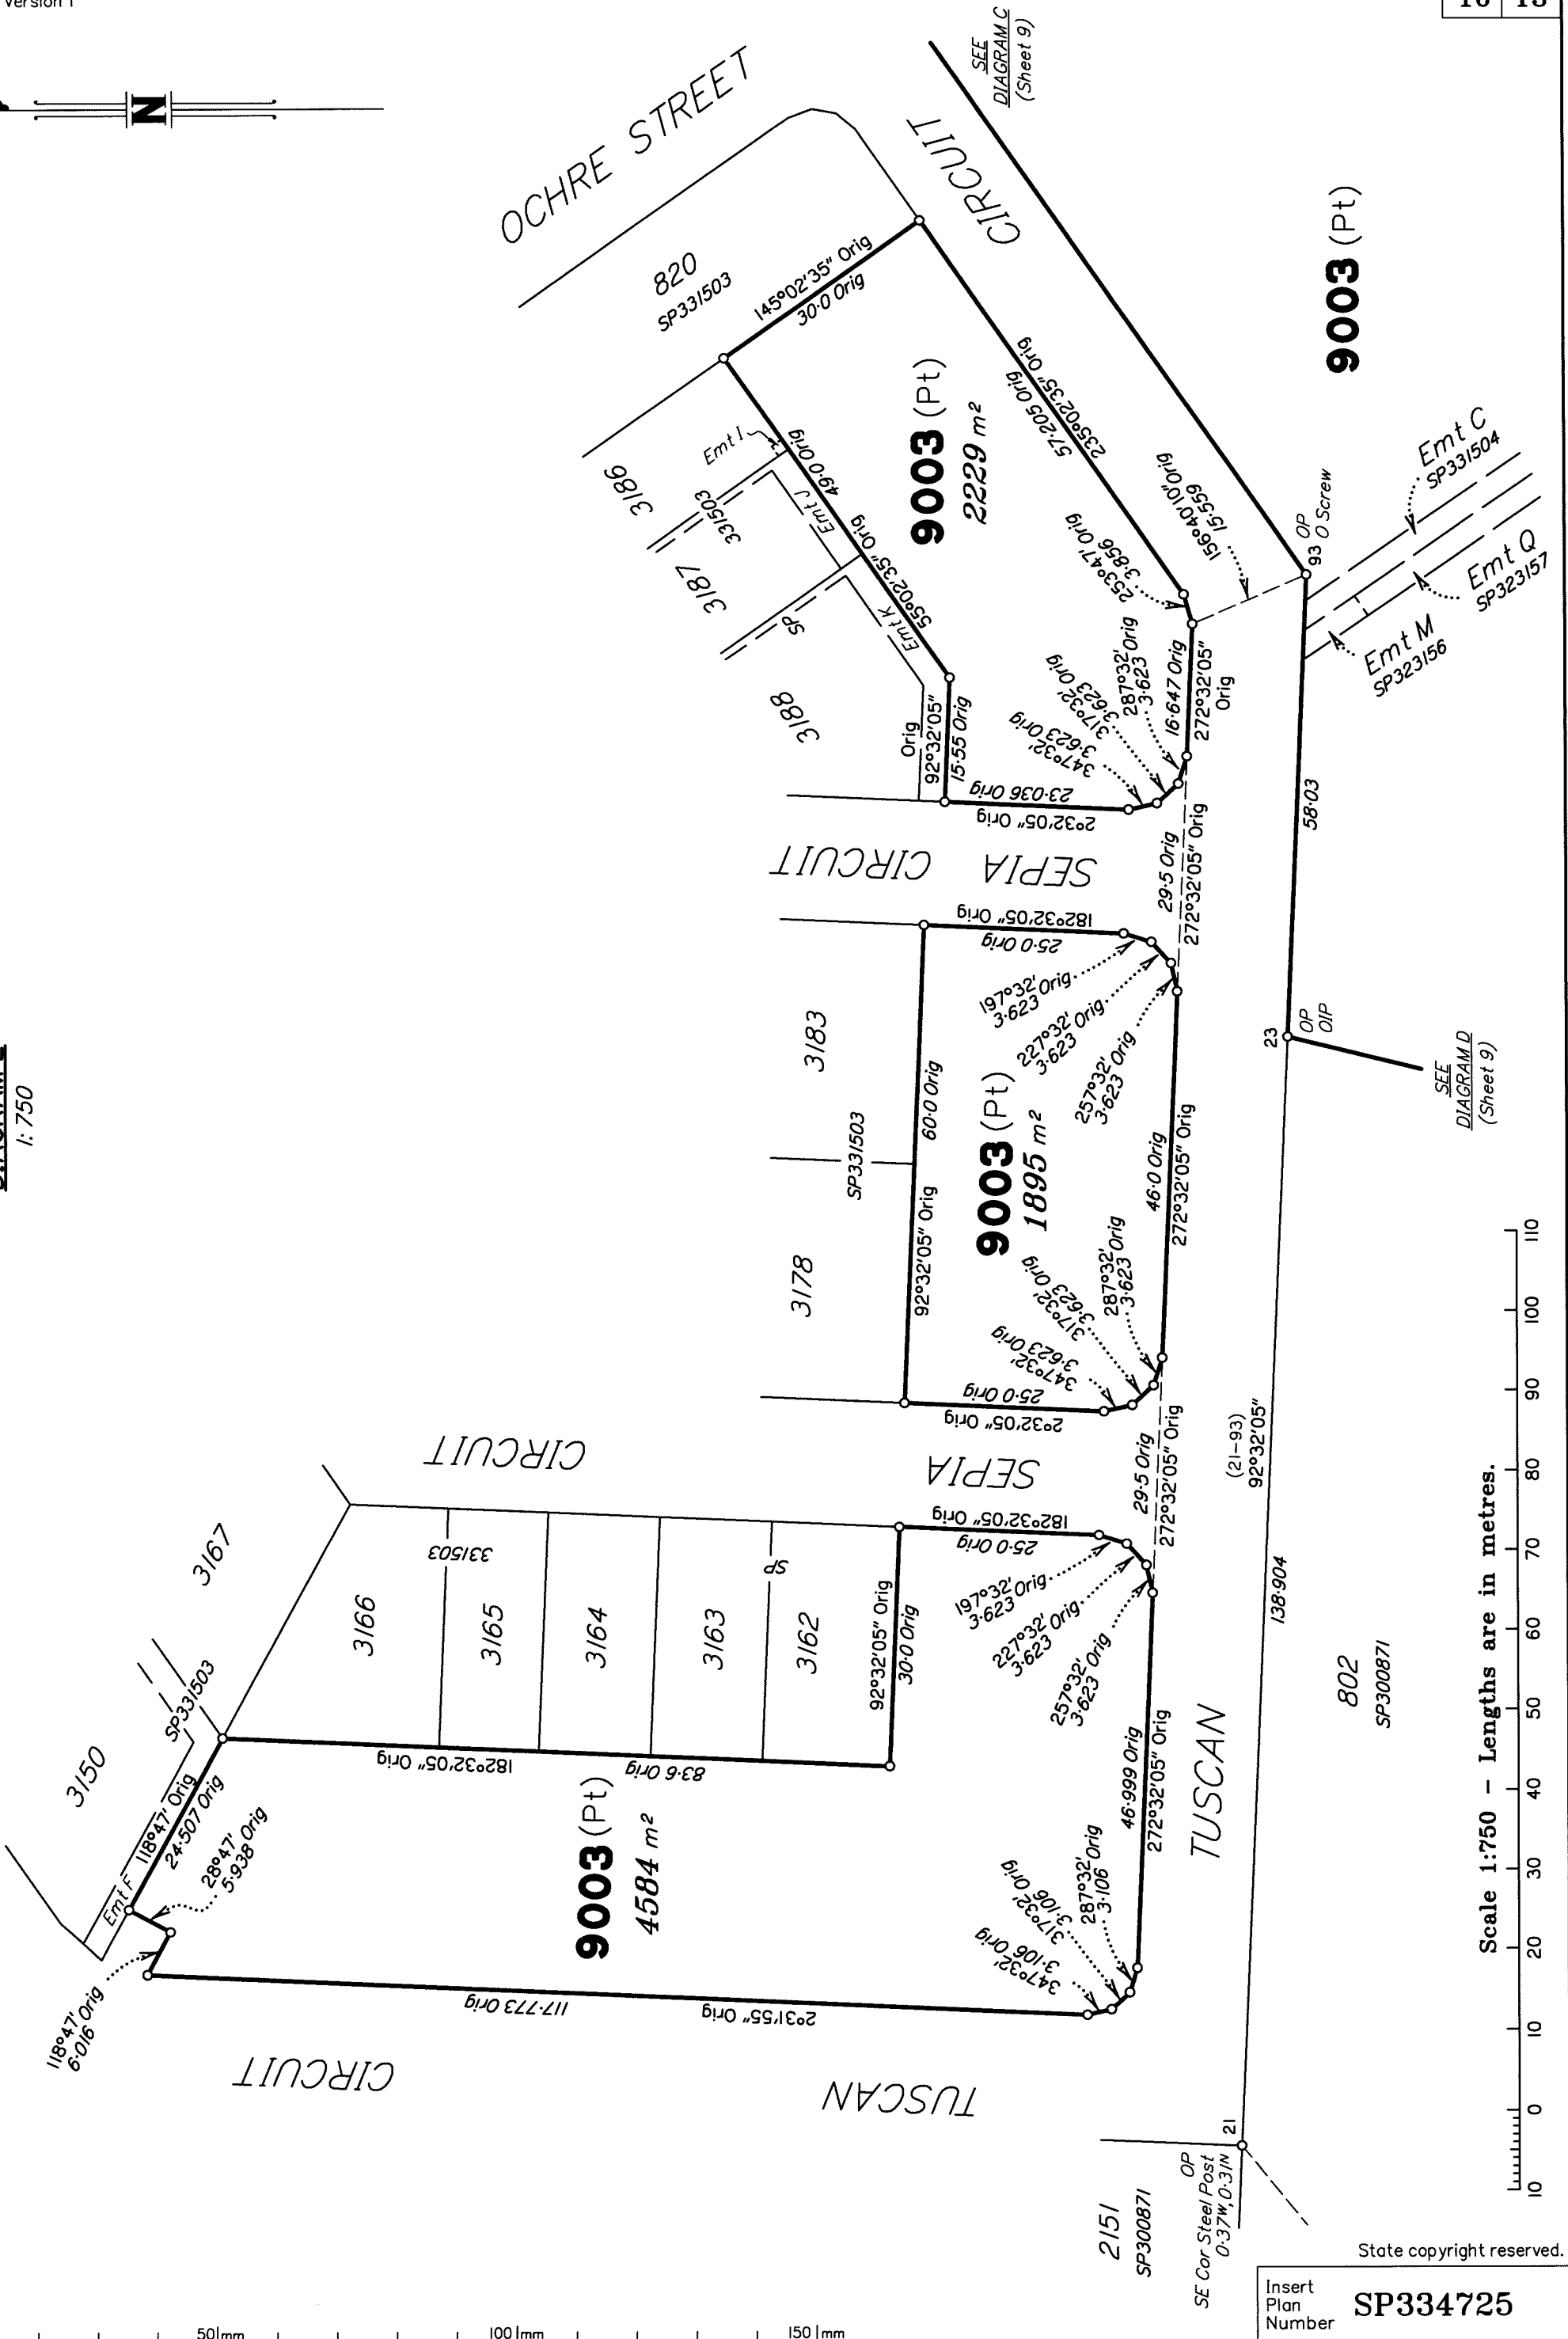 Version 1
16 15
N
1:750
SEE
DIAGRAM C
(Sheet 9)
OCHRE STREET
CIRCUIT
820
SP331503
145°02'35" Orig
30·0 Orig
9003 (Pt)
3186
Emt I
49·0 Orig
331503
Emt J
3187
55°02'35" Orig
SP
Emt K
3188
9003 (Pt)
2229 m²
57·205 Orig
235°02'35" Orig
156°40'10" Orig
15·559
253°47' Orig
3·856
93
OP
O Screw
Emt C
SP331504
Emt Q
SP323157
Emt M
SP323156
Orig
92°32'05"
15·55 Orig
23·036 Orig
2°32'05" Orig
347°32'
3·623 Orig
317°32'
3·623 Orig
287°32' Orig
3·623
16·647 Orig
272°32'05"
Orig
58·03
SEPIA CIRCUIT
29·5 Orig
272°32'05" Orig
182°32'05" Orig
25·0 Orig
197°32' Orig
3·623
227°32' Orig
3·623
257°32' Orig
3·623
3183
60·0 Orig
SP331503
9003 (Pt)
1895 m²
92°32'05" Orig
3178
46·0 Orig
272°32'05" Orig
23
OP
OIP
SEE
DIAGRAM D
(Sheet 9)
287°32' Orig
3·623
317°32'
3·623 Orig
347°32'
3·623 Orig
25·0 Orig
2°32'05" Orig
SEPIA CIRCUIT
29·5 Orig
272°32'05" Orig
(21-93)
92°32'05"
138·904
182°32'05" Orig
25·0 Orig
197°32' Orig
3·623
227°32' Orig
3·623
257°32' Orig
3·623
3167
3166
331503
3165
3164
3163
SP
3162
92°32'05" Orig
30·0 Orig
3150
SP331503
Emt F
118°47' Orig
24·507 Orig
28°47' Orig
5·938
118°47' Orig
6·016
182°32'05" Orig
83·6 Orig
9003 (Pt)
4584 m²
46·999 Orig
272°32'05" Orig
287°32' Orig
3·106
317°32'
3·106 Orig
347°32'
3·106 Orig
117·773 Orig
2°31'55" Orig
TUSCAN CIRCUIT
TUSCAN
802
SP300871
2151
SP300871
21
OP
SE Cor Steel Post
0·37W, 0·31N
10 0 10 20 30 40 50 60 70 80 90 100 110
Scale 1:750 - Lengths are in metres.
State copyright reserved.
Insert
Plan
Number
SP334725
50 mm 100 mm 150 mm